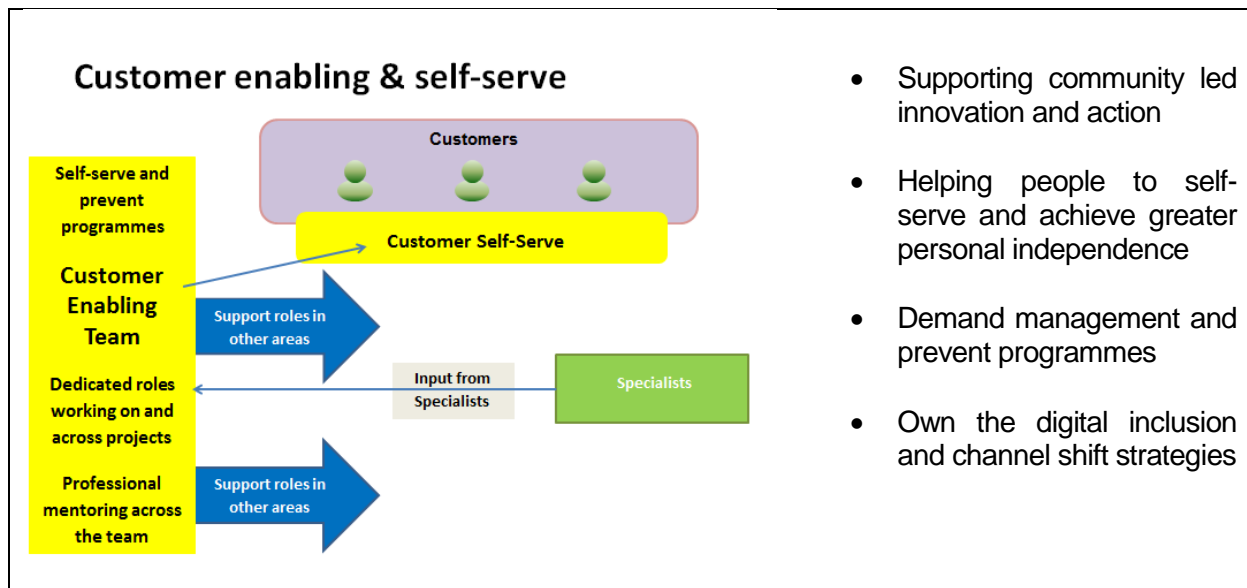 Customer enabling & self-serve
Customers
Customer Self-Serve
Self-serve and
prevent
programmes
Customer
Enabling
Team
Dedicated roles
working on and
across projects
Professional
mentoring across
the team
Support roles in
other areas
Input from
Specialists
Specialists
Support roles in
other areas
• Supporting community led
innovation and action
• Helping people to self-
serve and achieve greater
personal independence
• Demand management and
prevent programmes
• Own the digital inclusion
and channel shift strategies